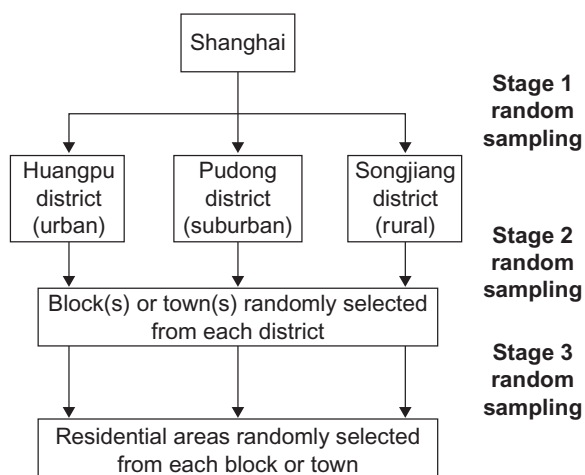 Shanghai
Stage 1
random
sampling
Huangpu
district
(urban)
Pudong
district
(suburban)
Songjiang
district
(rural)
Stage 2
random
sampling
Block(s) or town(s) randomly selected
from each district
Stage 3
random
sampling
Residential areas randomly selected
from each block or town